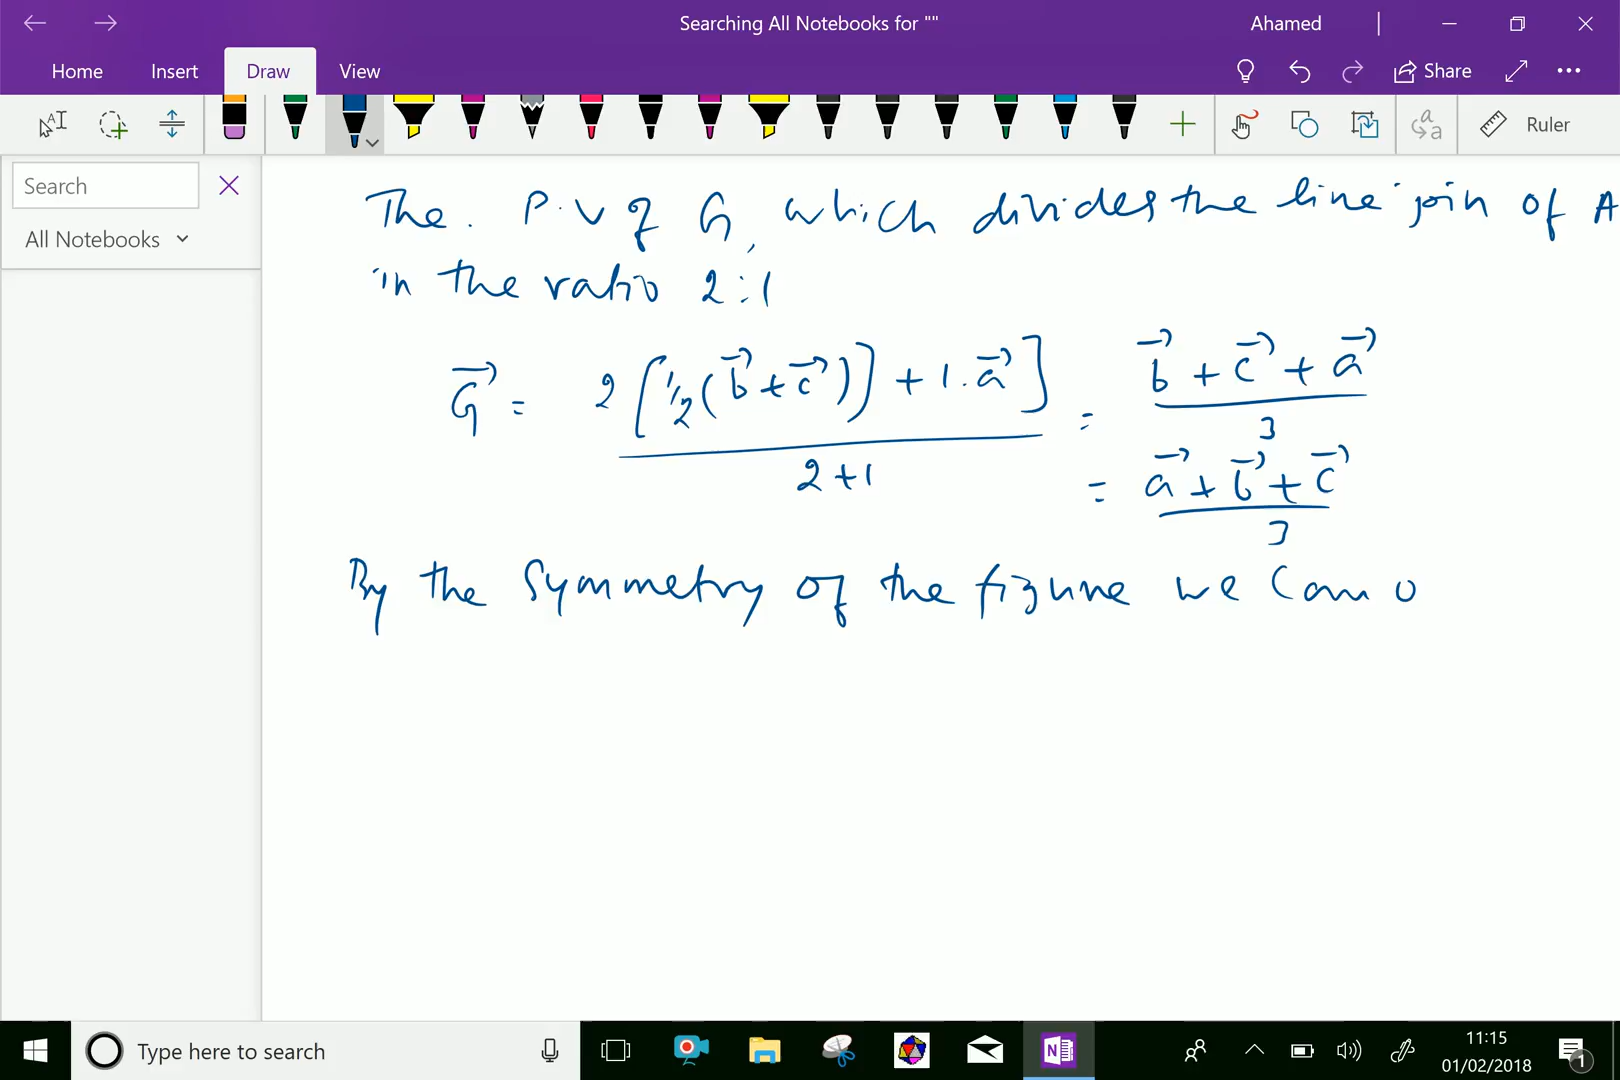 Searching All Notebooks for ""
Ahamed
Home Insert Draw View
Share
Ruler
Search
All Notebooks
The. P.V of G, which divides the line join of A
in the ratio 2:1
G⃗ = 2[½(b⃗+c⃗)]+1.a⃗] / 2+1 = b⃗+c⃗+a⃗ / 3
= a⃗+b⃗+c⃗ / 3
By the Symmetry of the figure we can o
Type here to search
11:15
01/02/2018
1